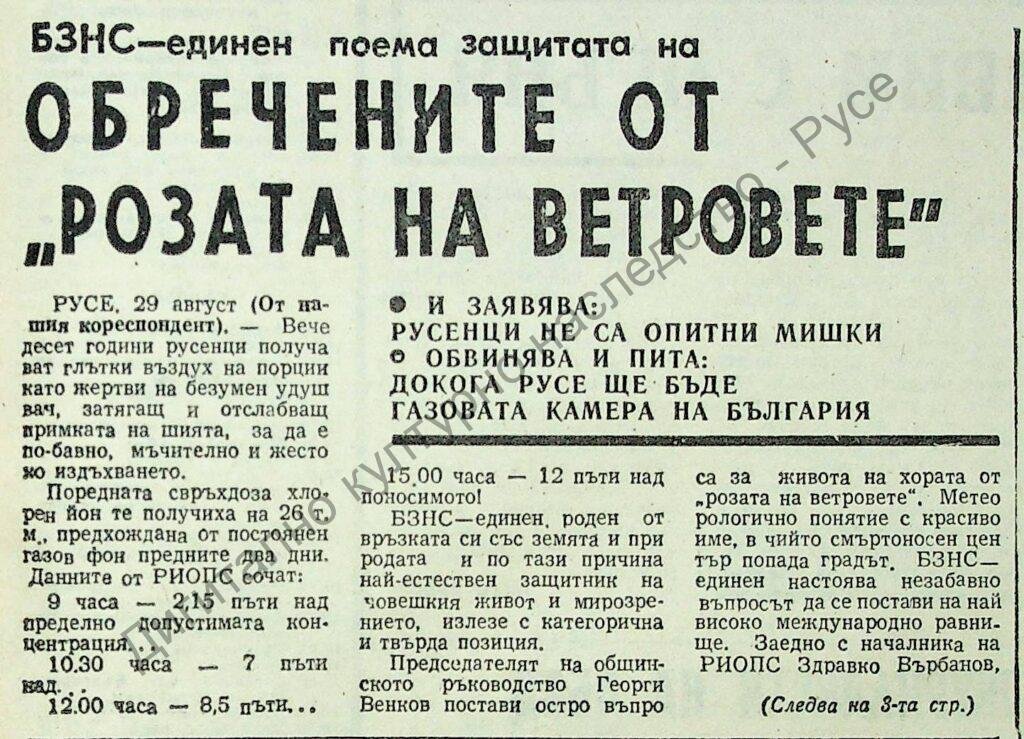 БЗНС—единен поема защитата на
ОБРЕЧЕНИТЕ ОТ
„РОЗАТА НА ВЕТРОВЕТЕ"
РУСЕ, 29 август (От на-
шия кореспондент). — Вече
десет години русенци получа
ват глътки въздух на порции
като жертви на безумен удуш
вач, затягащ и отслабващ
примката на шията, за да е
по-бавно, мъчително и жесто
ко издъхването.
Поредната свръхдоза хло-
рен йон те получиха на 26 т.
м., предхождана от постоянен
газов фон предните два дни.
Данните от РИОПС сочат:
9 часа — 2,15 пъти над
пределно допустимата кон-
центрация...
10.30 часа — 7 пъти
над...
12.00 часа — 8,5 пъти...
● И ЗАЯВЯВА:
РУСЕНЦИ НЕ СА ОПИТНИ МИШКИ
● ОБВИНЯВА И ПИТА:
ДОКОГА РУСЕ ЩЕ БЪДЕ
ГАЗОВАТА КАМЕРА НА БЪЛГАРИЯ
15.00 часа — 12 пъти над
поносимото!
БЗНС—единен, роден от
връзката си със земята и при
родата и по тази причина
най-естествен защитник на
човешкия живот и мирозре-
нието, излезе с категорична
и твърда позиция.
Председателят на общин-
ското ръководство Георги
Венков постави остро въпро
са за живота на хората от
„розата на ветровете". Метео
рологично понятие с красиво
име, в чийто смъртоносен цен
тър попада градът. БЗНС—
единен настоява незабавно
въпросът да се постави на най
високо международно равни-
ще. Заедно с началника на
РИОПС Здравко Върбанов,
(Следва на 3-та стр.)
Дигитално културно наследство - Русе